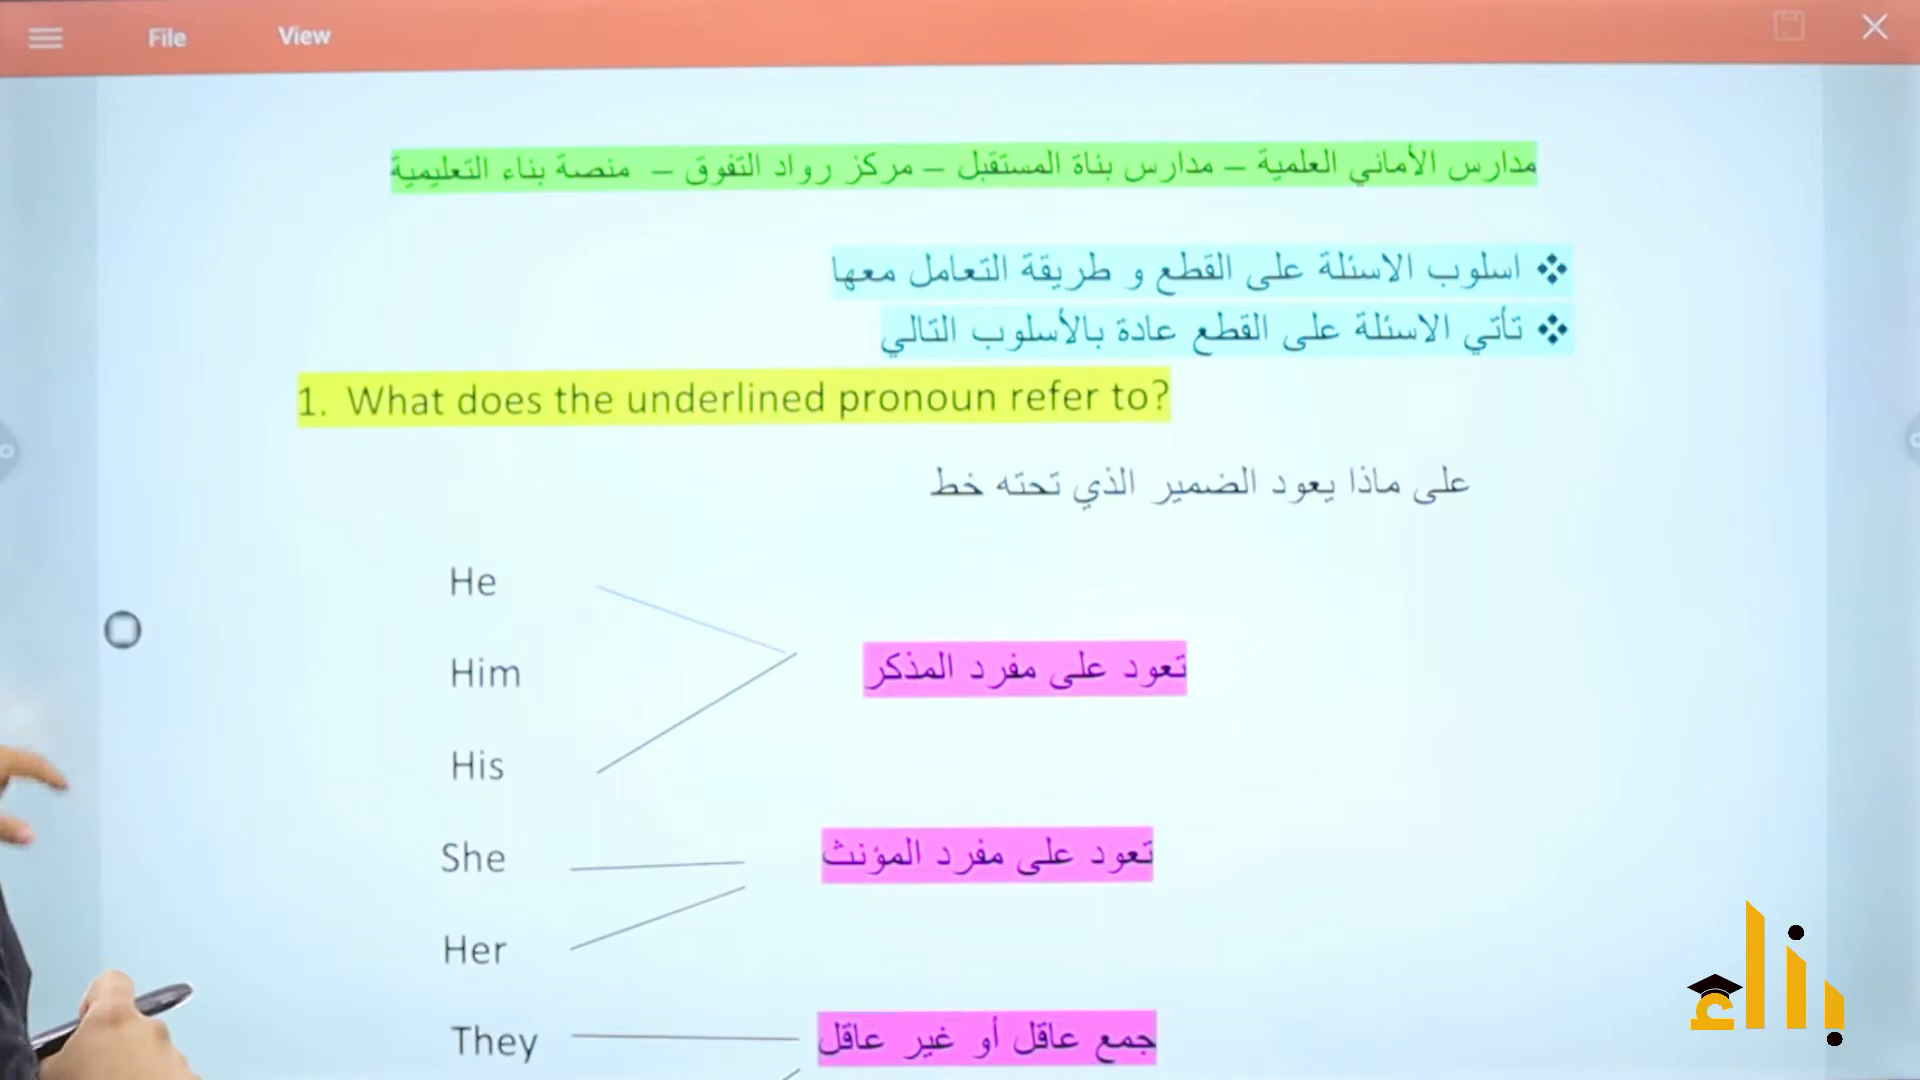 File View
مدارس الأماني العلمية – مدارس بناة المستقبل – مركز رواد التفوق – منصة بناء التعليمية
اسلوب الاسئلة على القطع و طريقة التعامل معها
تأتي الاسئلة على القطع عادة بالأسلوب التالي
1. What does the underlined pronoun refer to?
على ماذا يعود الضمير الذي تحته خط
He
Him
تعود على مفرد المذكر
His
She
تعود على مفرد المؤنث
Her
They
جمع عاقل أو غير عاقل
بناء